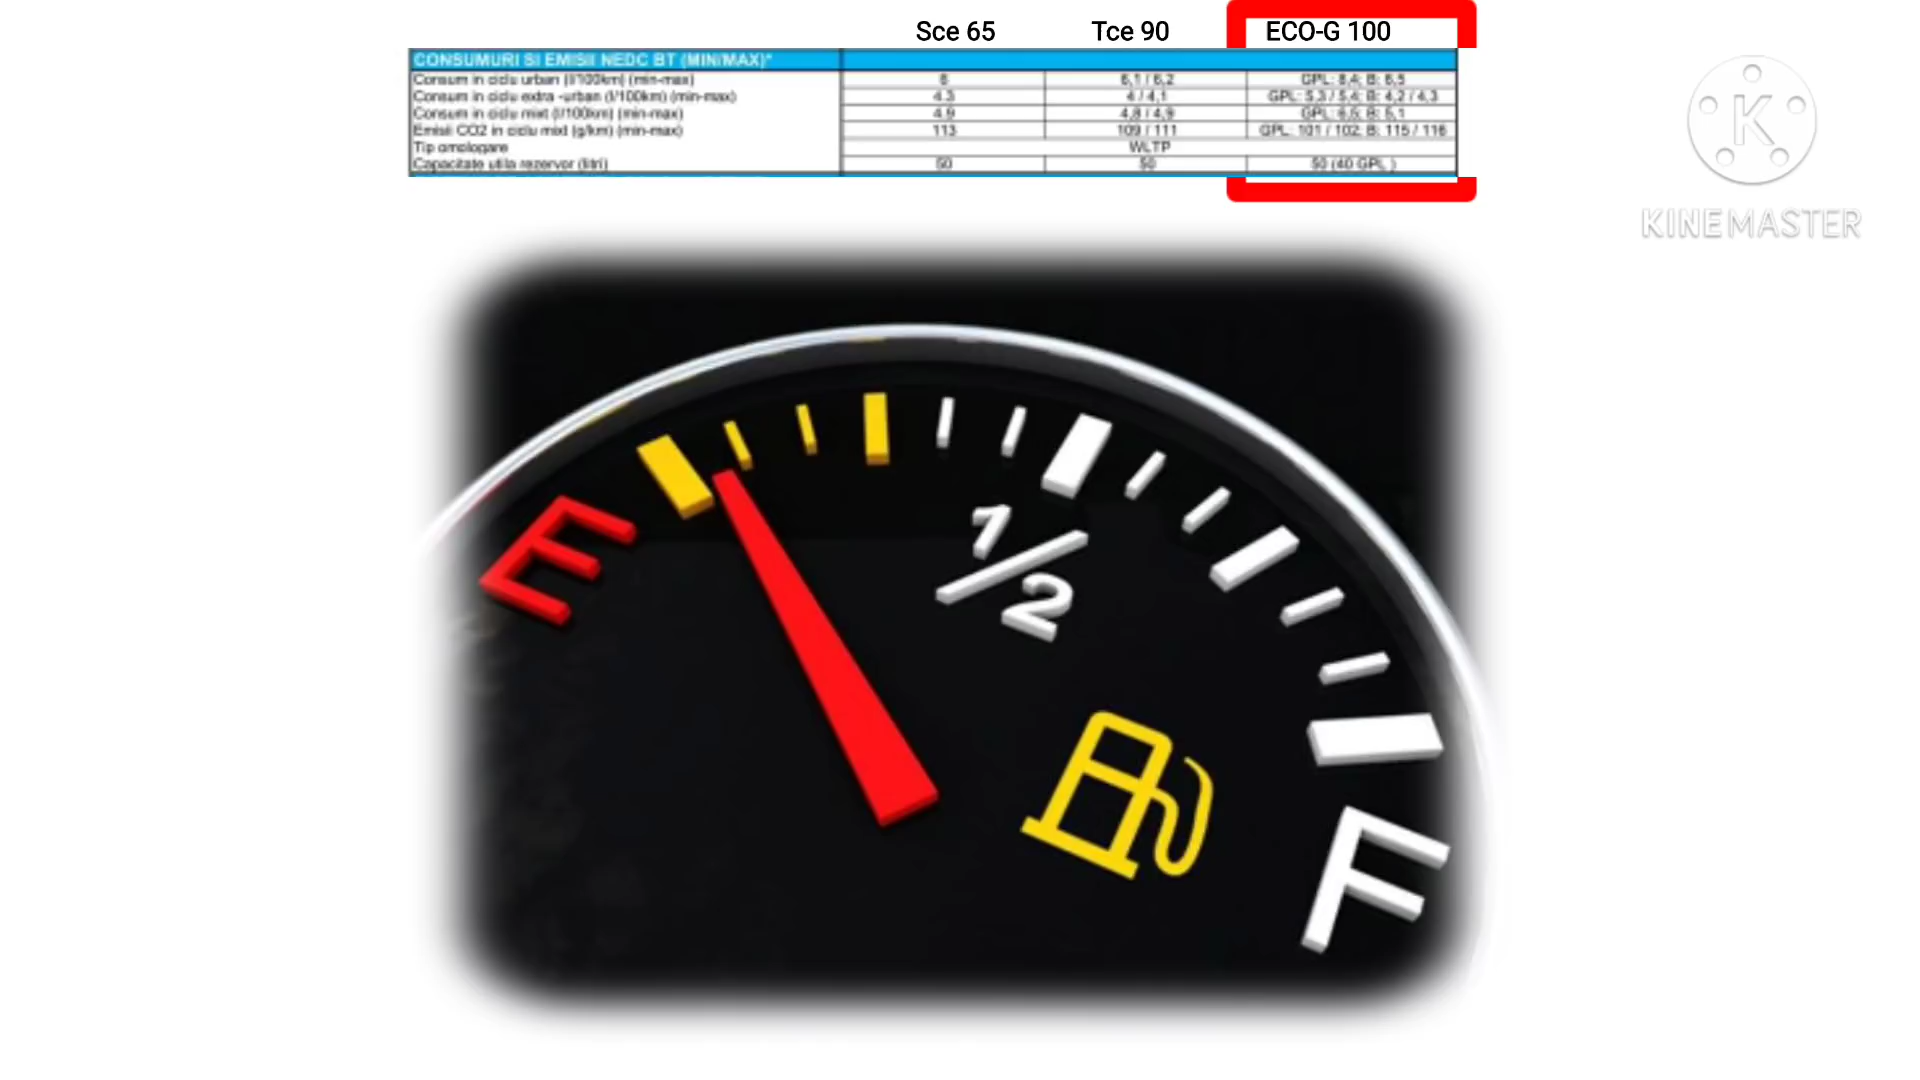 Sce 65 Tce 90 ECO-G 100
CONSUMURI SI EMISII NEDC BT (MIN/MAX)*
Consum in ciclu urban (l/100km) (min-max) 6 6,1 / 6,2 GPL: 8,4; B: 6,5
Consum in ciclu extra -urban (l/100km) (min-max) 4.3 4 / 4,1 GPL: 5,3 / 5,4; B: 4,2 / 4,3
Consum in ciclu mixt (l/100km) (min-max) 4.9 4,8 / 4,9 GPL: 6,5; B: 5,1
Emisii CO2 in ciclu mixt (g/km) (min-max) 113 109 / 111 GPL: 101 / 102; B: 115 / 116
Tip omologare WLTP
Capacitate utila rezervor (litri) 50 50 50 (40 GPL )
K
KINEMASTER
E
1/2
F